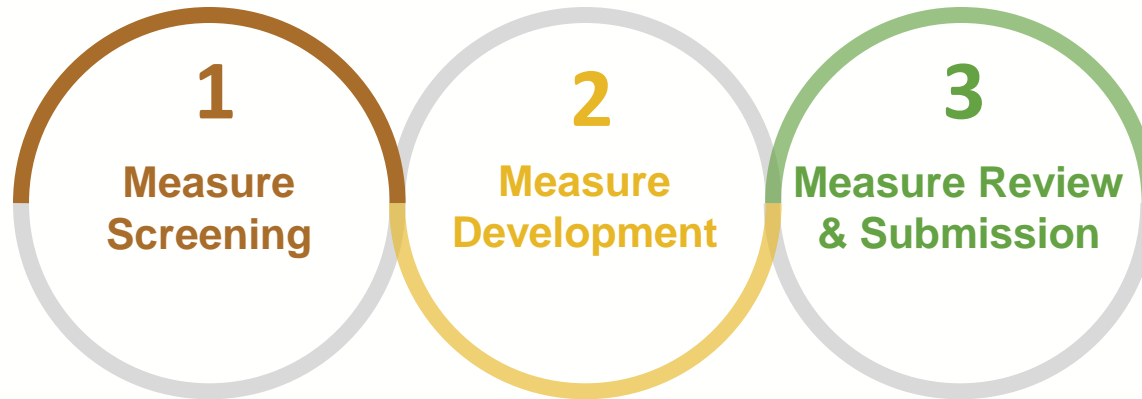 1
Measure
Screening
2
Measure
Development
3
Measure Review
& Submission